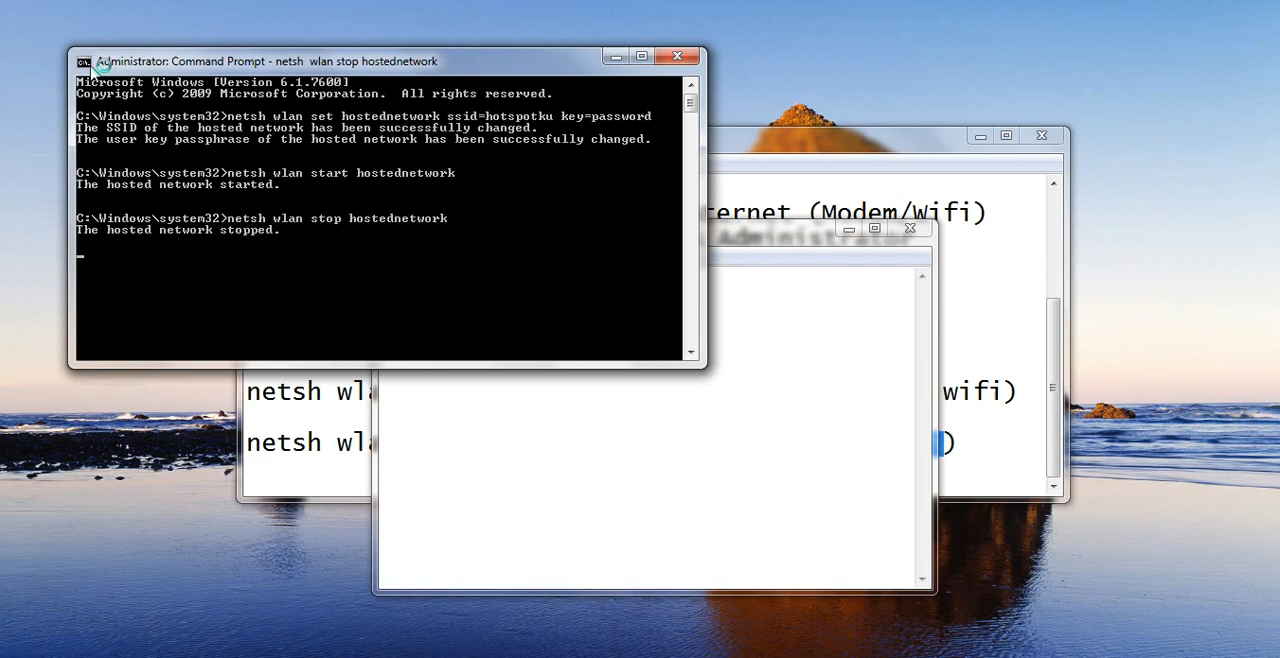 Administrator: Command Prompt - netsh  wlan stop hostednetwork
Microsoft Windows [Version 6.1.7600]
Copyright (c) 2009 Microsoft Corporation.  All rights reserved.
C:\Windows\system32>netsh wlan set hostednetwork ssid=hotspotku key=password
The SSID of the hosted network has been successfully changed.
The user key passphrase of the hosted network has been successfully changed.
C:\Windows\system32>netsh wlan start hostednetwork
The hosted network started.
C:\Windows\system32>netsh wlan stop hostednetwork
The hosted network stopped.
ternet (Modem/Wifi)
Administrator
netsh wla wifi)
netsh wla )